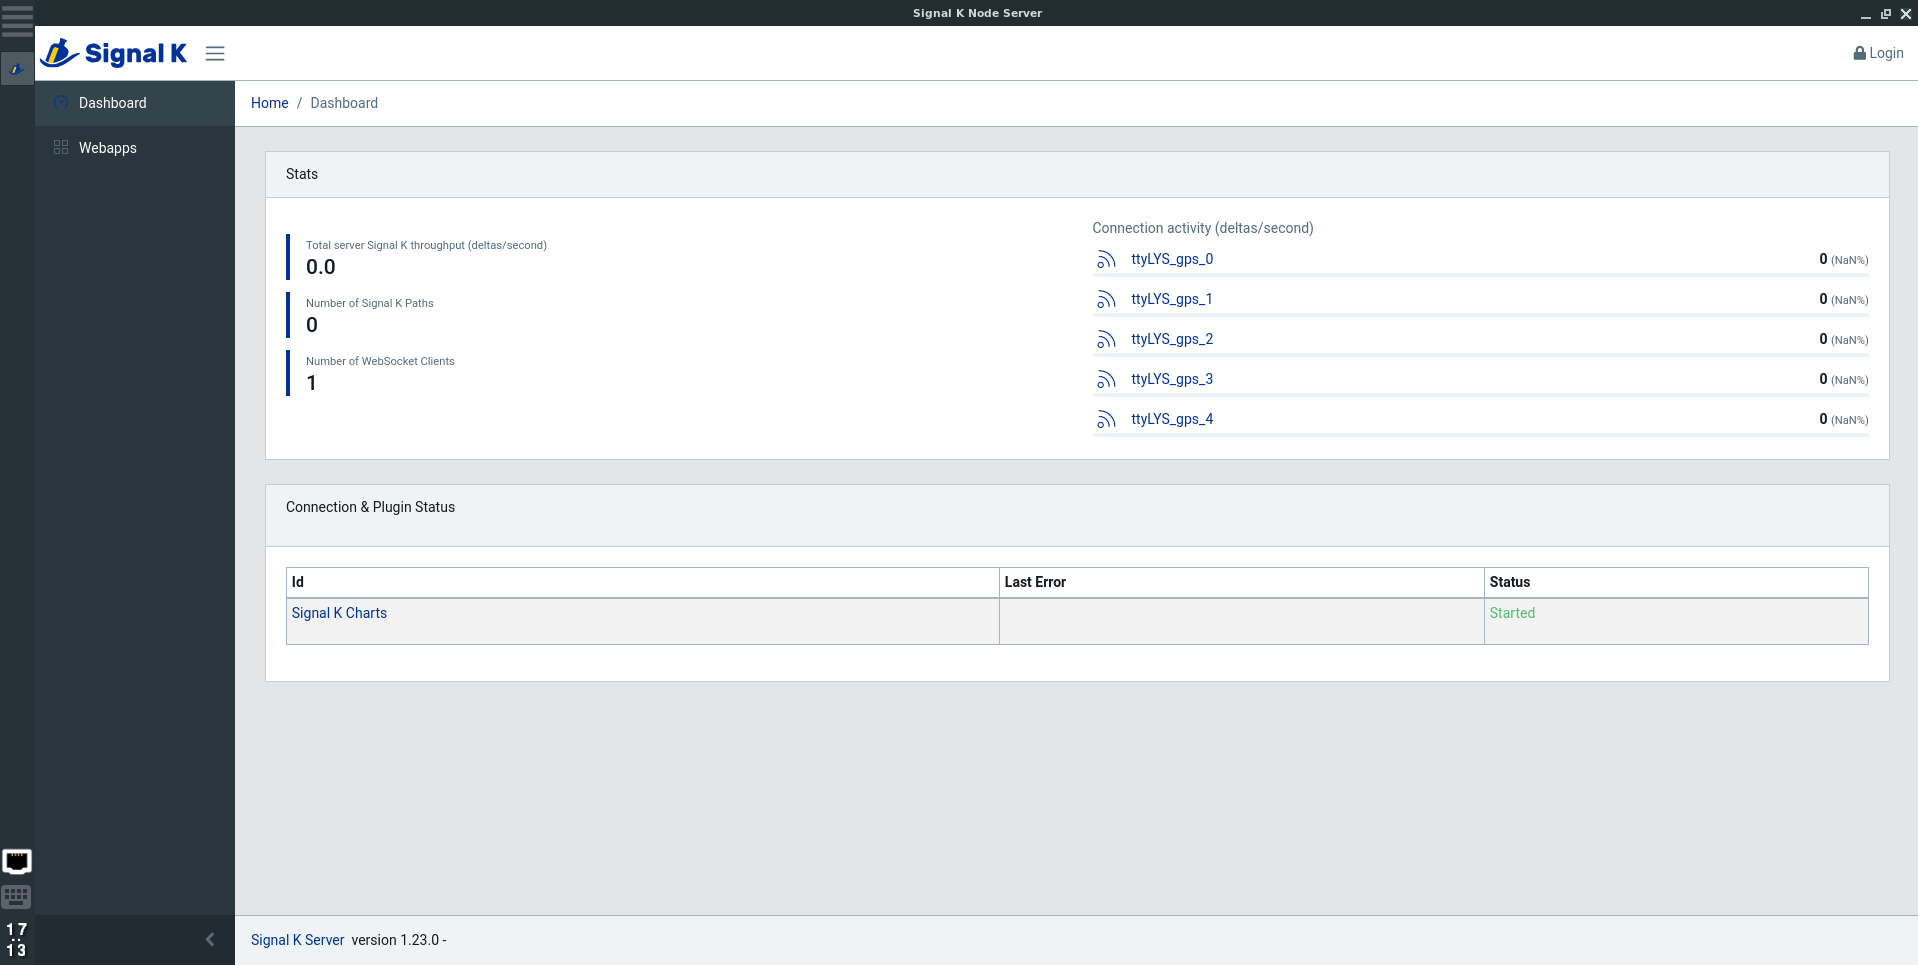 Signal K Node Server
Signal K
Login
Dashboard
Webapps
Home / Dashboard
Stats
Total server Signal K throughput (deltas/second)
0.0
Number of Signal K Paths
0
Number of WebSocket Clients
1
Connection activity (deltas/second)
ttyLYS_gps_0 0 (NaN%)
ttyLYS_gps_1 0 (NaN%)
ttyLYS_gps_2 0 (NaN%)
ttyLYS_gps_3 0 (NaN%)
ttyLYS_gps_4 0 (NaN%)
Connection & Plugin Status
Id Last Error Status
Signal K Charts Started
17
:
13
Signal K Server version 1.23.0 -